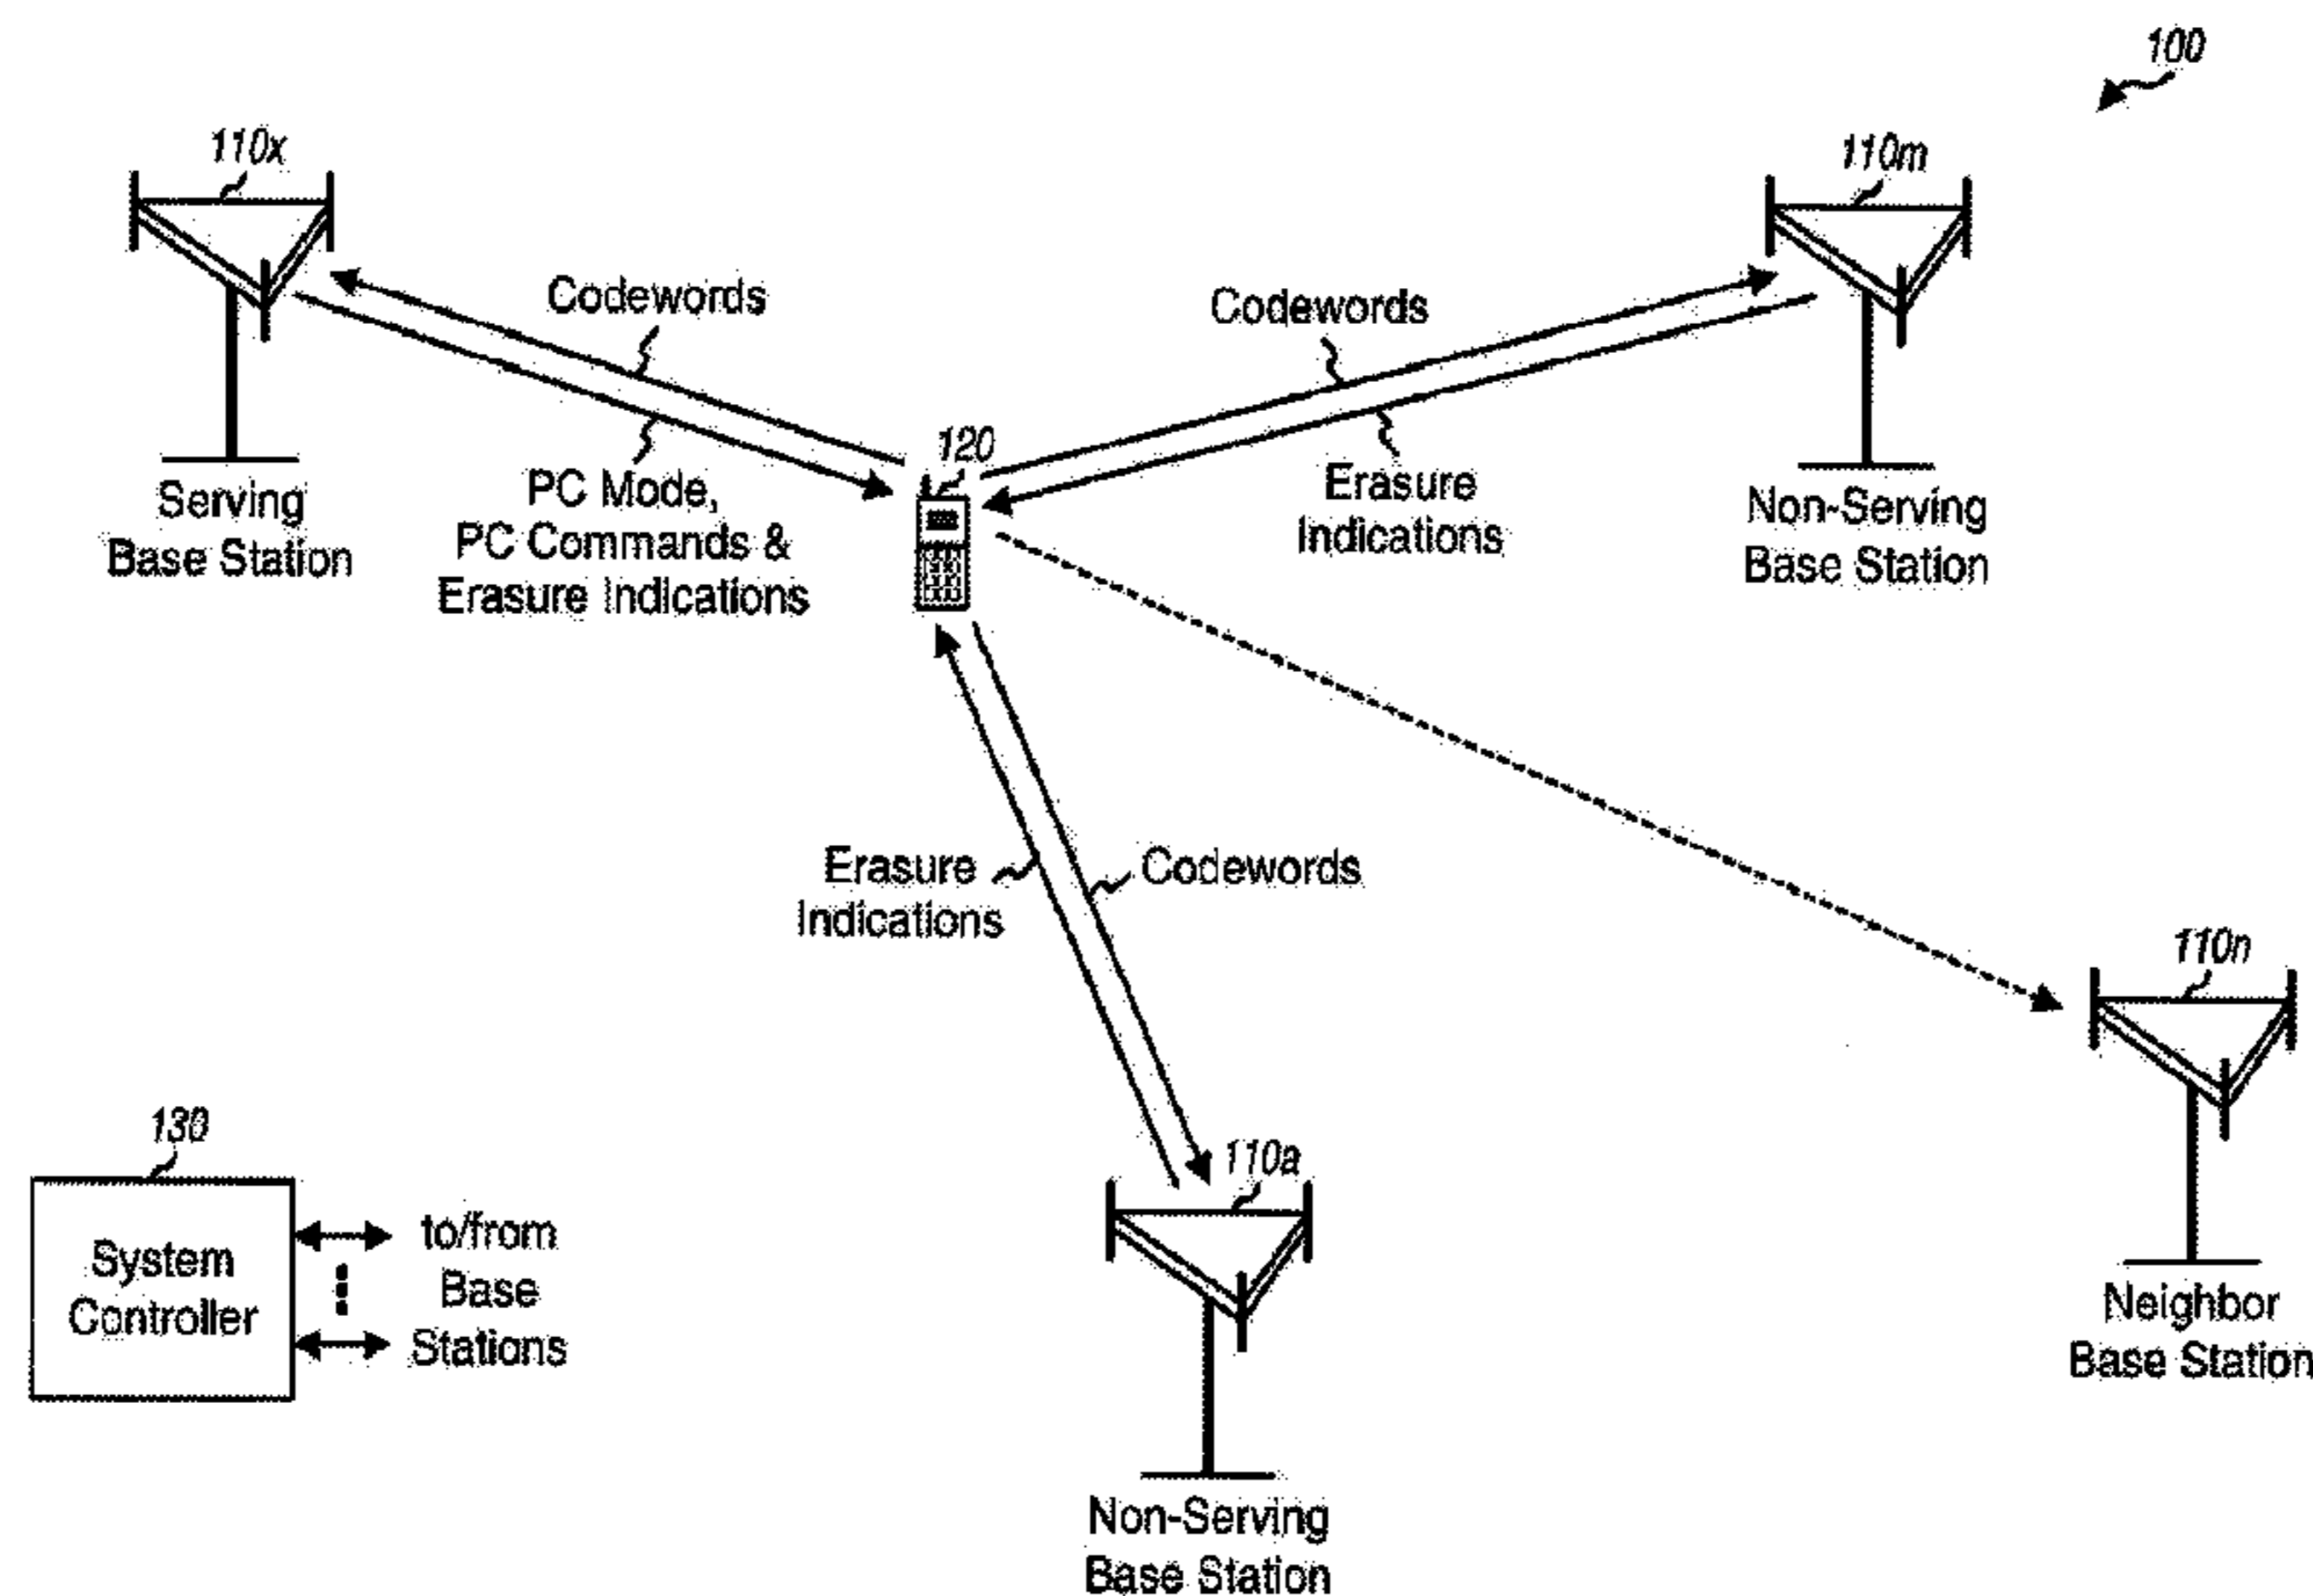 100
110x
110m
Codewords
Codewords
120
PC Mode,
PC Commands &
Erasure Indications
Erasure
Indications
Serving
Base Station
Non-Serving
Base Station
Erasure
Indications
Codewords
110n
130
System
Controller
to/from
Base
Stations
110a
Neighbor
Base Station
Non-Serving
Base Station